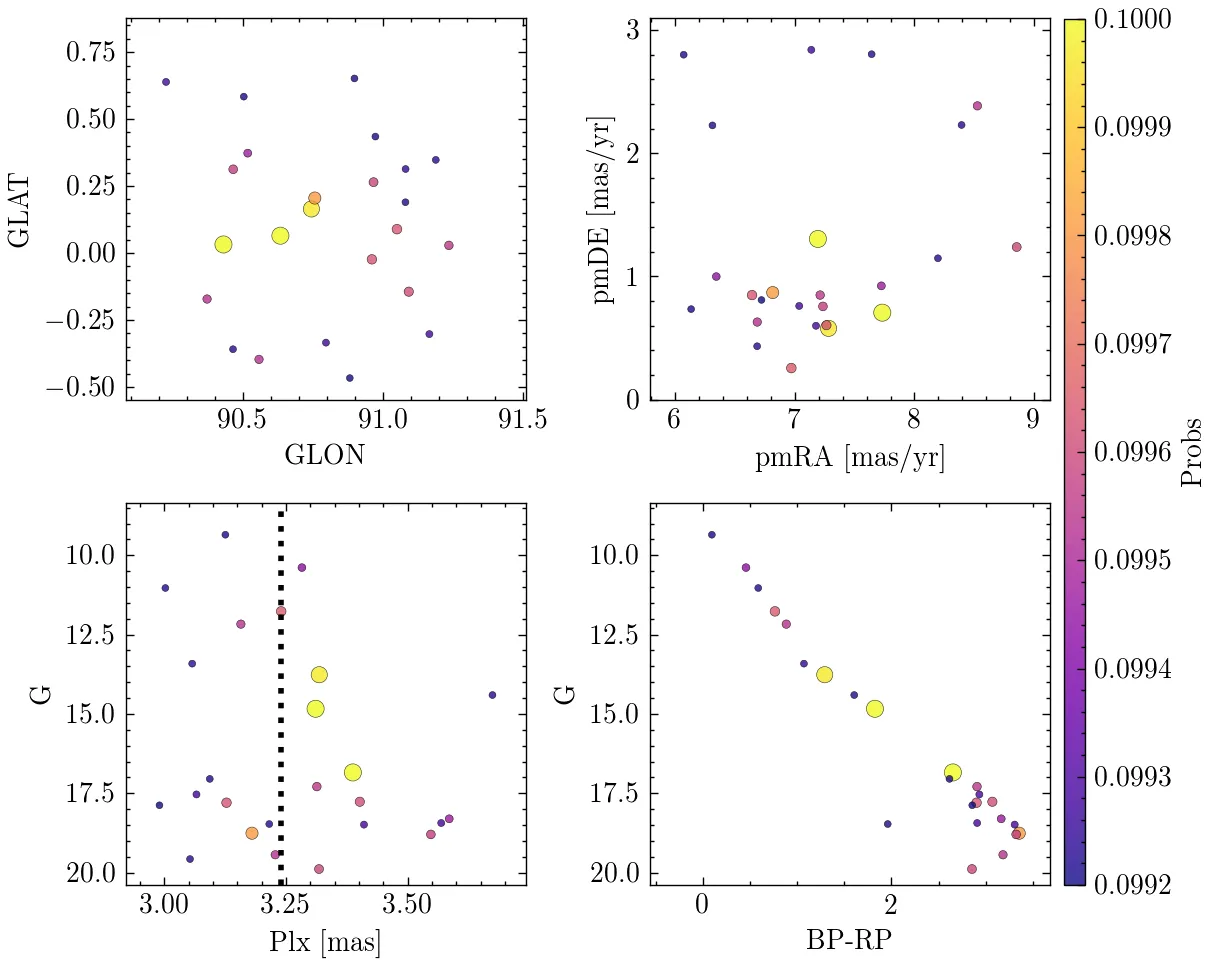 0.75
0.50
0.25
0.00
−0.25
−0.50
GLAT
90.5 91.0 91.5
GLON
3
2
1
0
pmDE [mas/yr]
6 7 8 9
pmRA [mas/yr]
10.0
12.5
15.0
17.5
20.0
G
3.00 3.25 3.50
Plx [mas]
10.0
12.5
15.0
17.5
20.0
G
0 2
BP-RP
0.1000
0.0999
0.0998
0.0997
0.0996
0.0995
0.0994
0.0993
0.0992
Probs